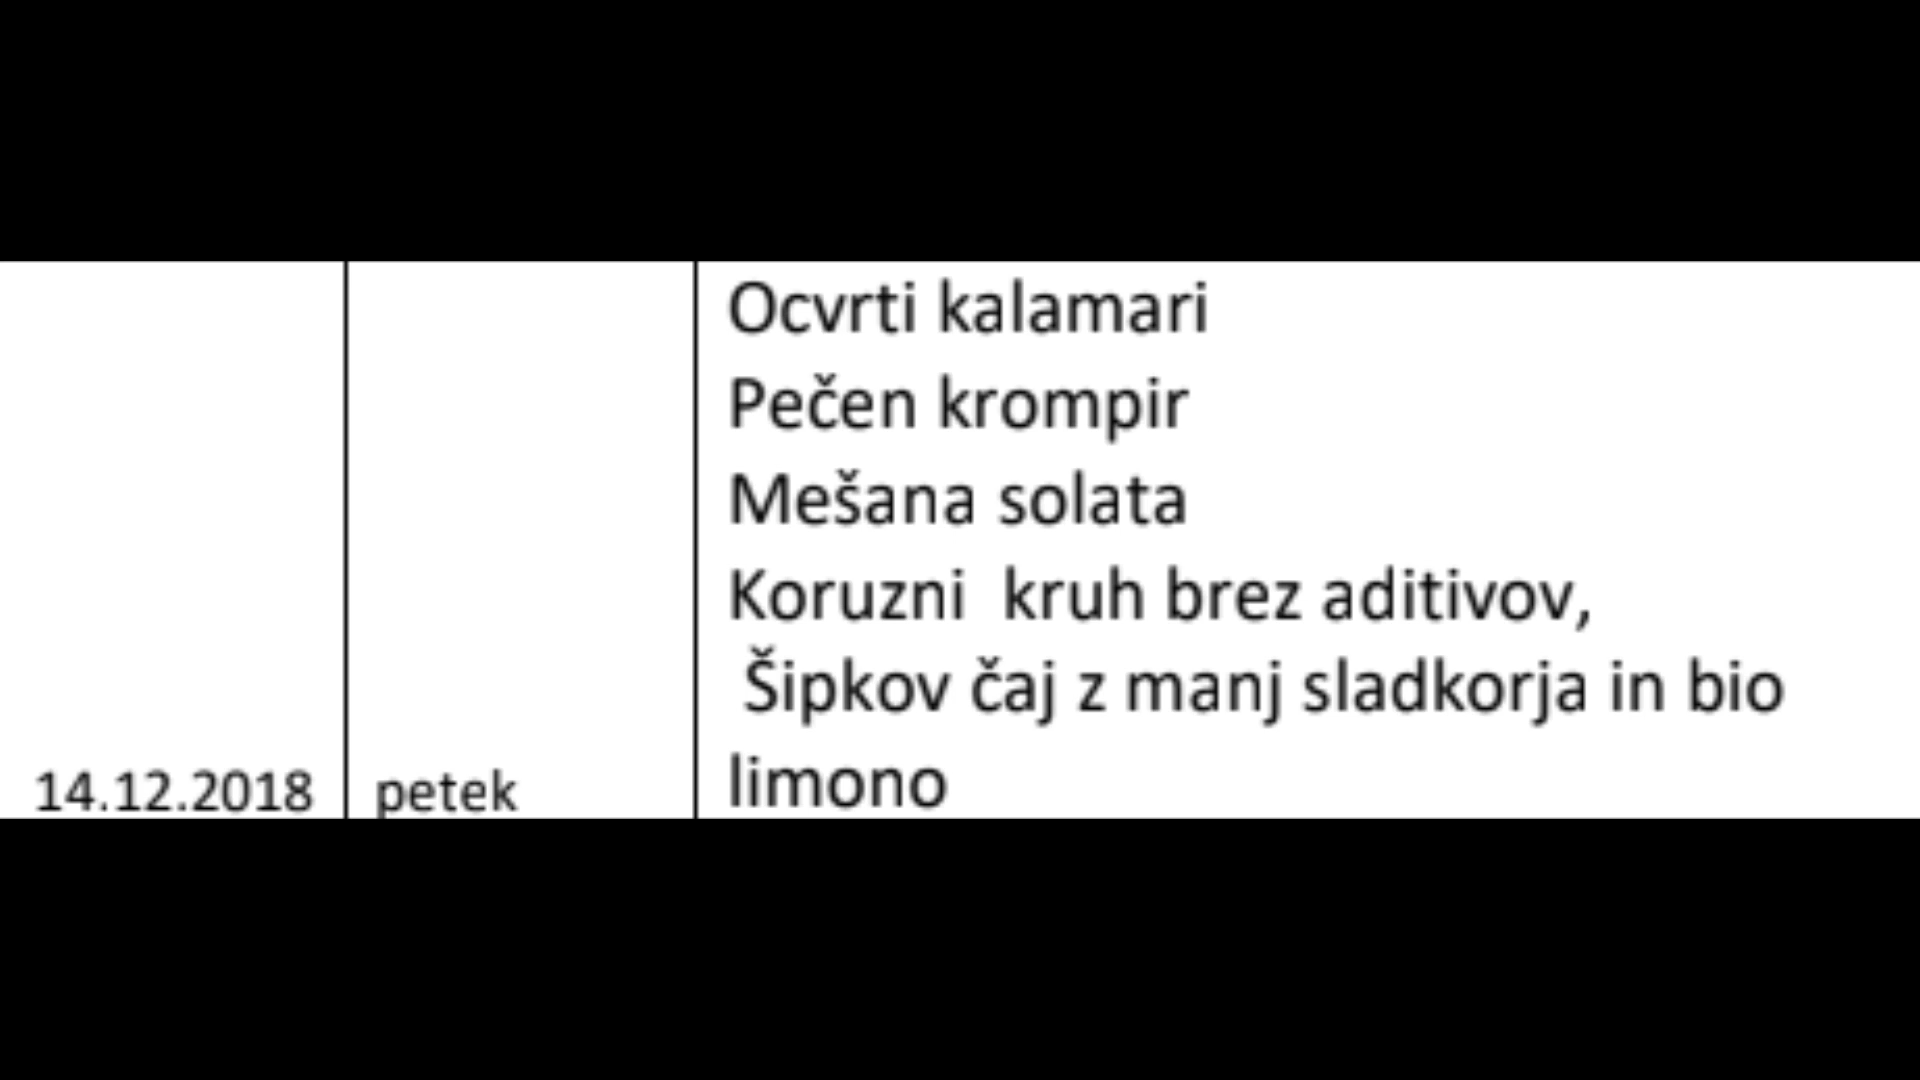 Ocvrti kalamari
Pečen krompir
Mešana solata
Koruzni  kruh brez aditivov,
Šipkov čaj z manj sladkorja in bio
14.12.2018 petek limono